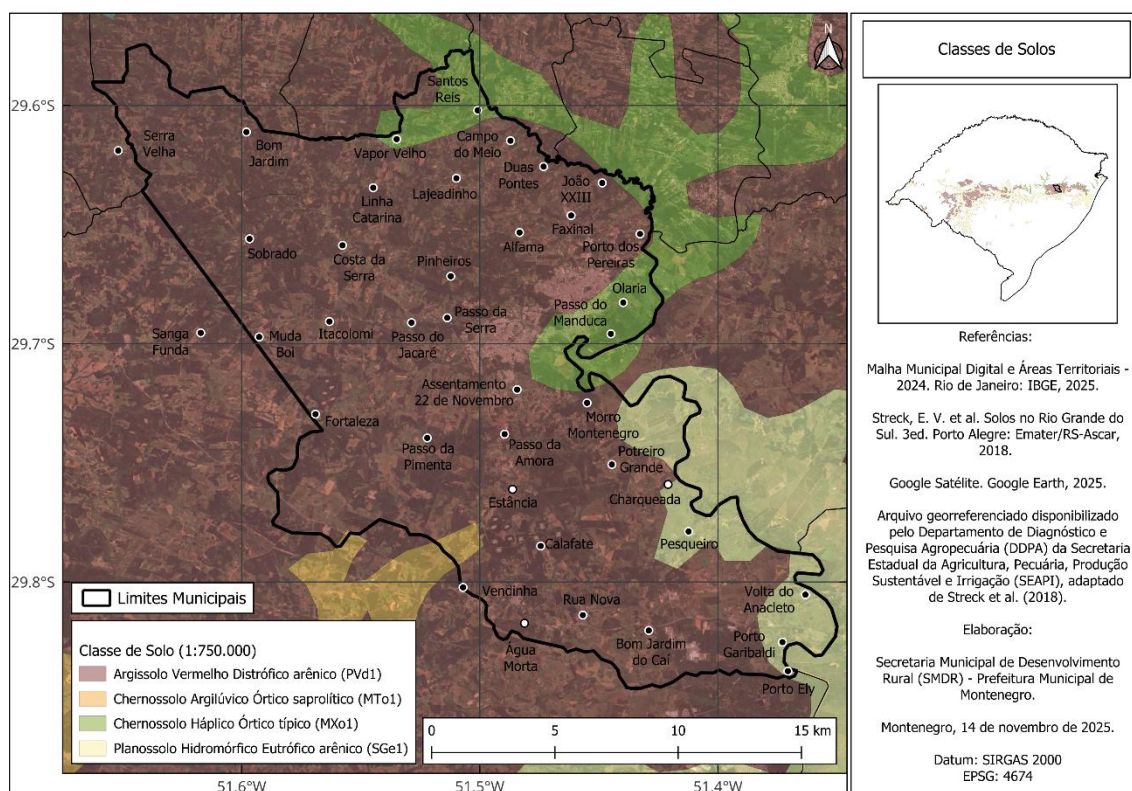 N
Santos
Reis
29.6°S
Serra
Velha
Bom
Jardim
Vapor Velho
Campo
do Meio
Duas
Pontes
João
XXIII
Linha
Catarina
Lajeadinho
Faxinal
Alfama
Porto dos
Pereiras
Sobrado
Costa da
Serra
Pinheiros
Olaria
Passo do
Manduca
Passo da
Serra
Sanga
Funda
Muda
Boi
Itacolomi
Passo do
Jacaré
29.7°S
Assentamento
22 de Novembro
Morro
Montenegro
Fortaleza
Passo da
Pimenta
Passo da
Amora
Potreiro
Grande
Estância
Charqueada
Calafate
Pesqueiro
29.8°S
Vendinha
Rua Nova
Volta do
Anacleto
Água
Morta
Bom Jardim
do Caí
Porto
Garibaldi
Porto Ely
Limites Municipais
Classe de Solo (1:750.000)
Argissolo Vermelho Distrófico arênico (PVd1)
Chernossolo Argilúvico Órtico saprolítico (MTo1)
Chernossolo Háplico Órtico típico (MXo1)
Planossolo Hidromórfico Eutrófico arênico (SGe1)
0 5 10 15 km
51.6°W 51.5°W 51.4°W
Classes de Solos
Referências:
Malha Municipal Digital e Áreas Territoriais -
2024. Rio de Janeiro: IBGE, 2025.
Streck, E. V. et al. Solos no Rio Grande do
Sul. 3ed. Porto Alegre: Emater/RS-Ascar,
2018.
Google Satélite. Google Earth, 2025.
Arquivo georreferenciado disponibilizado
pelo Departamento de Diagnóstico e
Pesquisa Agropecuária (DDPA) da Secretaria
Estadual da Agricultura, Pecuária, Produção
Sustentável e Irrigação (SEAPI), adaptado
de Streck et al. (2018).
Elaboração:
Secretaria Municipal de Desenvolvimento
Rural (SMDR) - Prefeitura Municipal de
Montenegro.
Montenegro, 14 de novembro de 2025.
Datum: SIRGAS 2000
EPSG: 4674